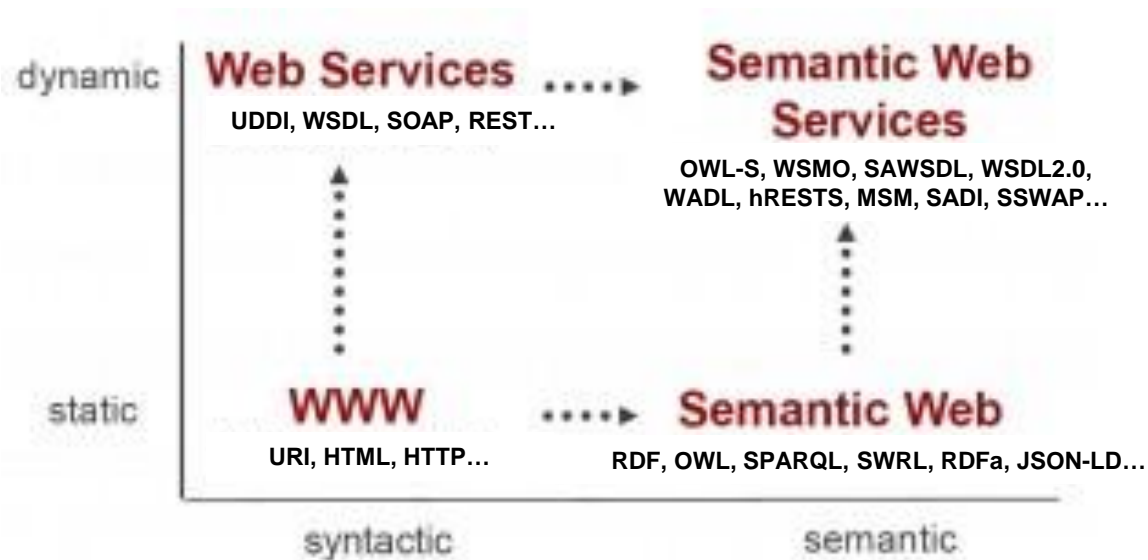 dynamic
Web Services
UDDI, WSDL, SOAP, REST…
Semantic Web
Services
OWL-S, WSMO, SAWSDL, WSDL2.0,
WADL, hRESTS, MSM, SADI, SSWAP…
static
WWW
URI, HTML, HTTP…
Semantic Web
RDF, OWL, SPARQL, SWRL, RDFa, JSON-LD…
syntactic
semantic